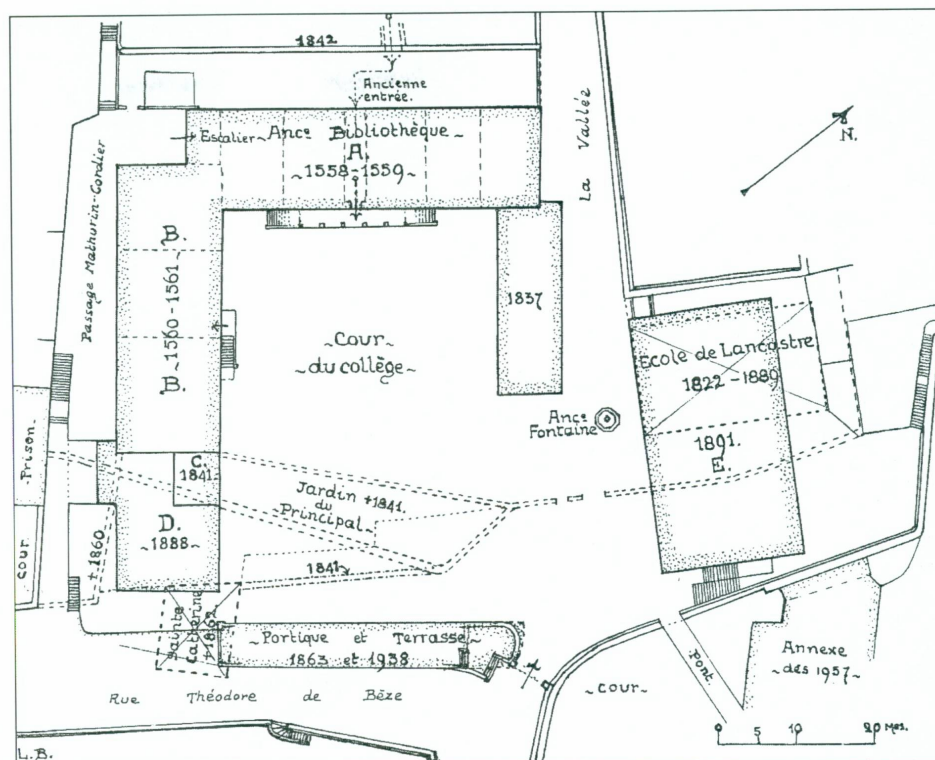 1842
Ancienne
entrée.
Escalier
Ance Bibliothèque
A.
~1558-1559~
La Vallée
N.
Passage Mathurin-Cordier
B.
~1560-1561~
B.
~Cour~
~du collège~
1837
Ecole de Lancastre
1822-1889
Ance
Fontaine
1891.
E.
~Prison~
C.
1841
Jardin †1841.
du
Principal
D.
~1888~
Cour
†1860
1841
Sainte
Catherine
~Portique et Terrasse~
1863 et 1938
Rue Théodore de Bèze
~Cour~
Pont.
Annexe
~dès 1957~
0 5 10 20 Mes.
L.B.